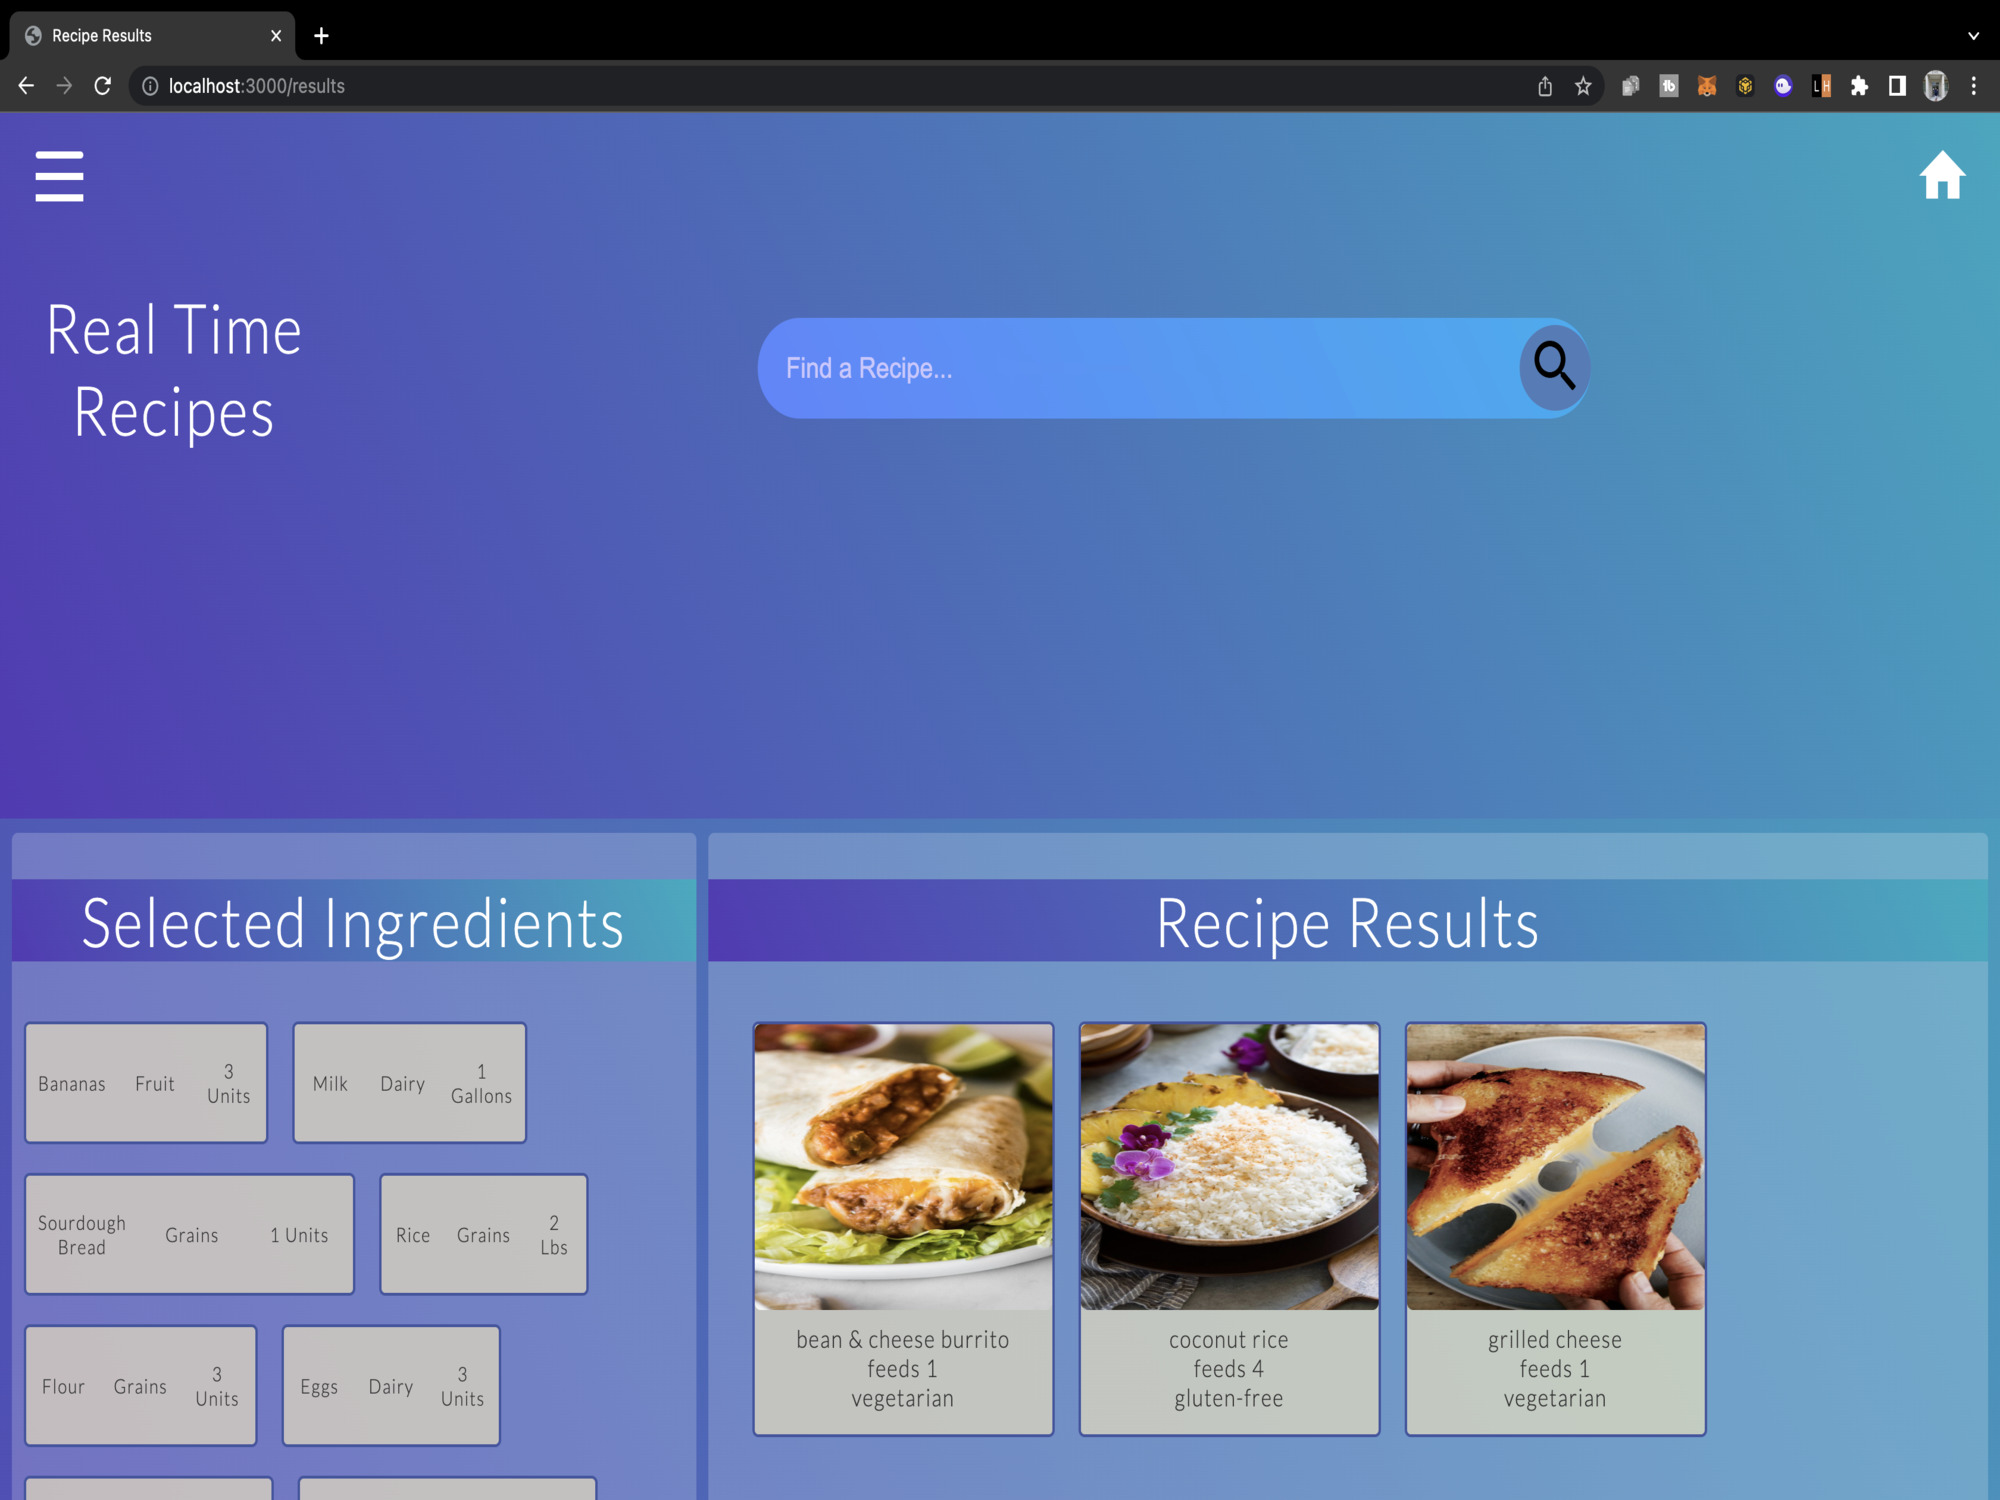 Recipe Results
localhost:3000/results
1b
LH
Real Time
Recipes
Find a Recipe...
Selected Ingredients
Recipe Results
Bananas Fruit 3
Units
Milk Dairy 1
Gallons
Sourdough
Bread Grains 1 Units
Rice Grains 2
Lbs
Flour Grains 3
Units
Eggs Dairy 3
Units
bean & cheese burrito
feeds 1
vegetarian
coconut rice
feeds 4
gluten-free
grilled cheese
feeds 1
vegetarian